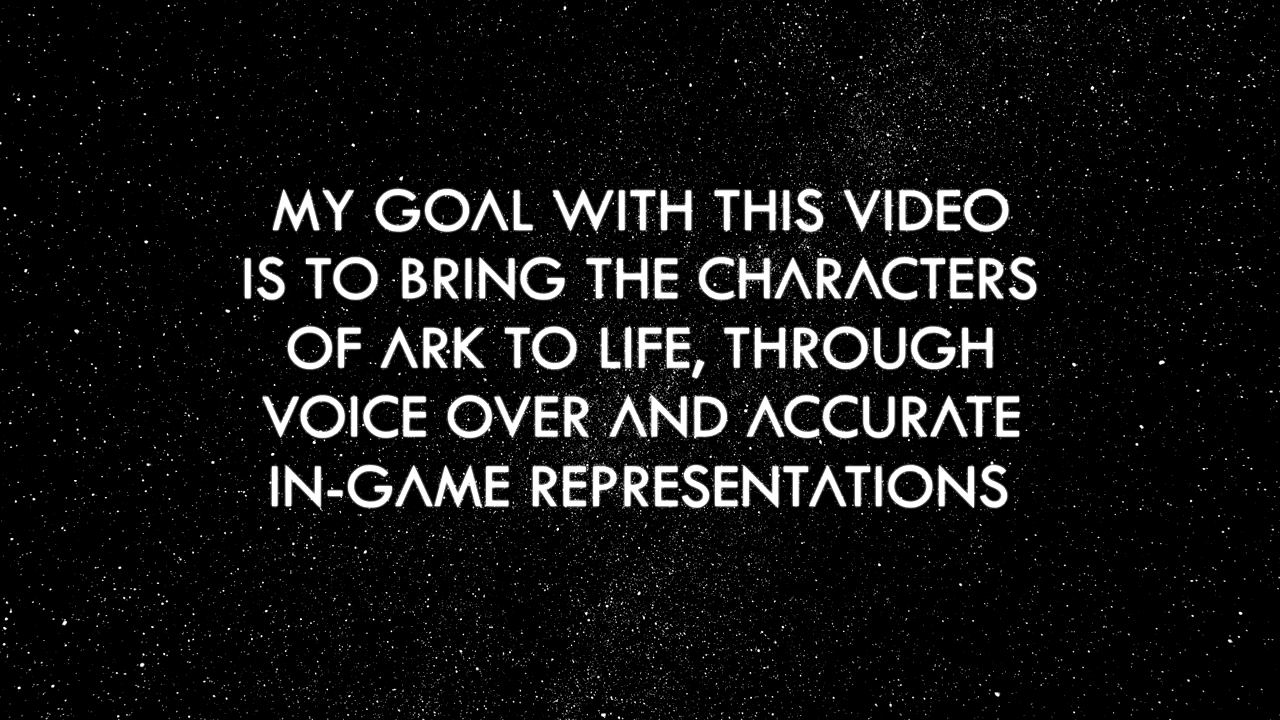 MY GOAL WITH THIS VIDEO
IS TO BRING THE CHARACTERS
OF ARK TO LIFE, THROUGH
VOICE OVER AND ACCURATE
IN-GAME REPRESENTATIONS